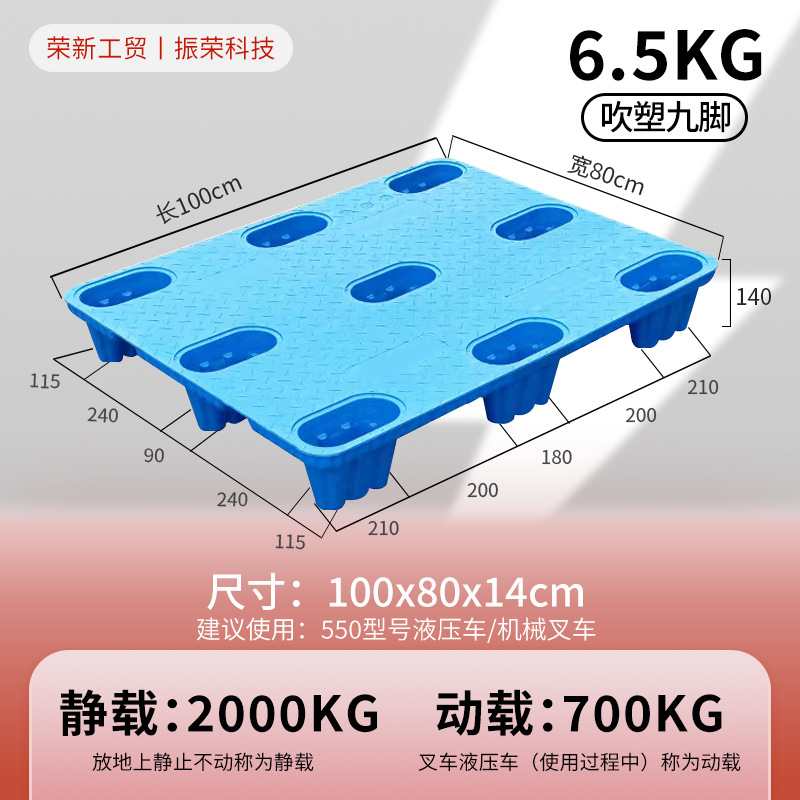 荣新工贸丨振荣科技
6.5KG
吹塑九脚
长100cm
宽80cm
140
115
240
90
240
115
210
200
180
200
210
尺寸：100x80x14cm
建议使用：550型号液压车/机械叉车
静载：2000KG
放地上静止不动称为静载
动载：700KG
叉车液压车（使用过程中）称为动载